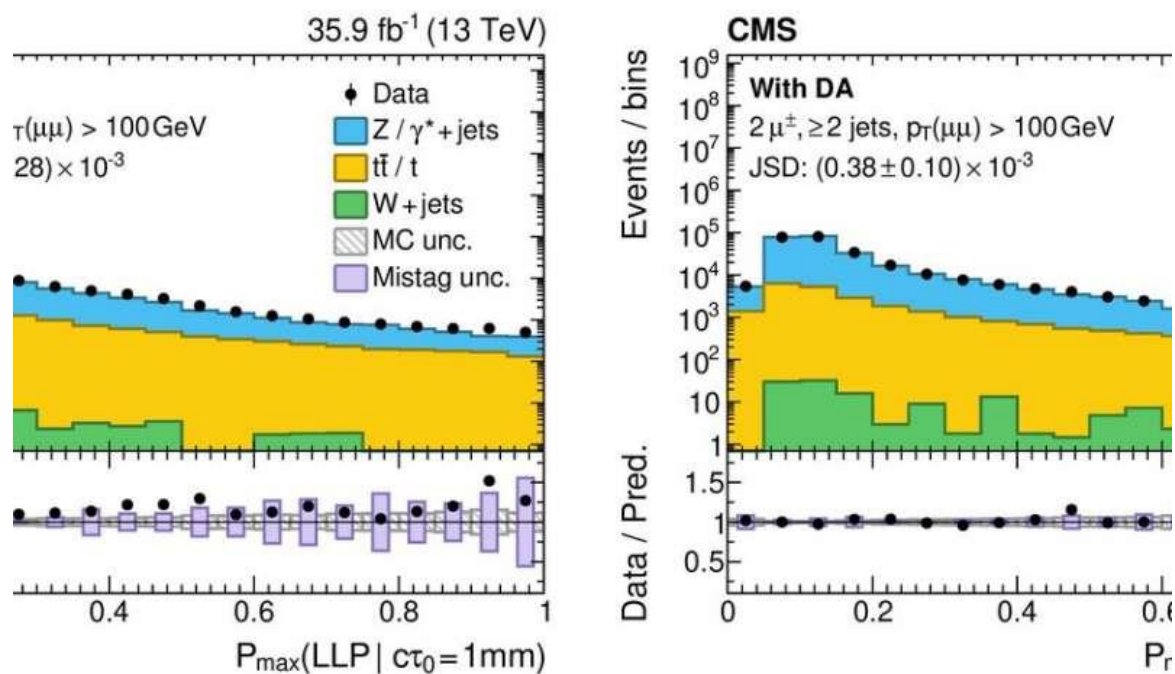 35.9 fb⁻¹ (13 TeV)
T(μμ) > 100 GeV
28) × 10⁻³
Data
Z / γ* + jets
tt̄ / t
W + jets
MC unc.
Mistag unc.
0.4 0.6 0.8 1
Pmax(LLP | cτ₀ = 1mm)
CMS
Events / bins
10⁹
10⁸
10⁷
10⁶
10⁵
10⁴
10³
10²
10
1
With DA
2 μ±, ≥2 jets, pT(μμ) > 100 GeV
JSD: (0.38 ± 0.10) × 10⁻³
Data / Pred.
1.5
1
0.5
0 0.2 0.4 0.6